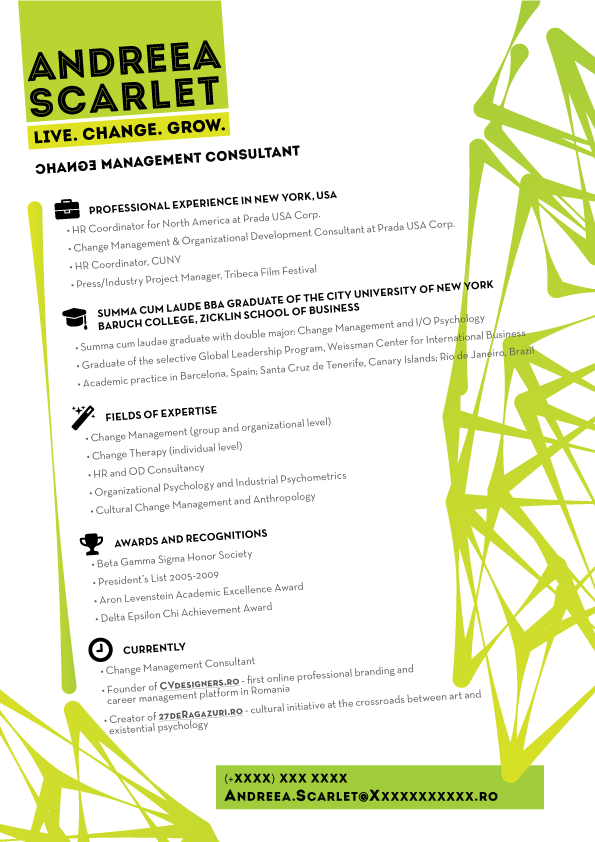 ANDREEA
SCARLET
LIVE. CHANGE. GROW.
CHANGE MANAGEMENT CONSULTANT
PROFESSIONAL EXPERIENCE IN NEW YORK, USA
• HR Coordinator for North America at Prada USA Corp.
• Change Management & Organizational Development Consultant at Prada USA Corp.
• HR Coordinator, CUNY
• Press/Industry Project Manager, Tribeca Film Festival
SUMMA CUM LAUDE BBA GRADUATE OF THE CITY UNIVERSITY OF NEW YORK
BARUCH COLLEGE, ZICKLIN SCHOOL OF BUSINESS
• Summa cum laudae graduate with double major: Change Management and I/O Psychology
• Graduate of the selective Global Leadership Program, Weissman Center for International Business
• Academic practice in Barcelona, Spain; Santa Cruz de Tenerife, Canary Islands; Rio de Janeiro, Brazil
FIELDS OF EXPERTISE
• Change Management (group and organizational level)
• Change Therapy (individual level)
• HR and OD Consultancy
• Organizational Psychology and Industrial Psychometrics
• Cultural Change Management and Anthropology
AWARDS AND RECOGNITIONS
• Beta Gamma Sigma Honor Society
• President's List 2005-2009
• Aron Levenstein Academic Excellence Award
• Delta Epsilon Chi Achievement Award
CURRENTLY
• Change Management Consultant
• Founder of CVdesigners.ro - first online professional branding and
career management platform in Romania
• Creator of 27deRagazuri.ro - cultural initiative at the crossroads between art and
existential psychology
(+XXXX) XXX XXXX
Andreea.Scarlet@Xxxxxxxxxxx.ro